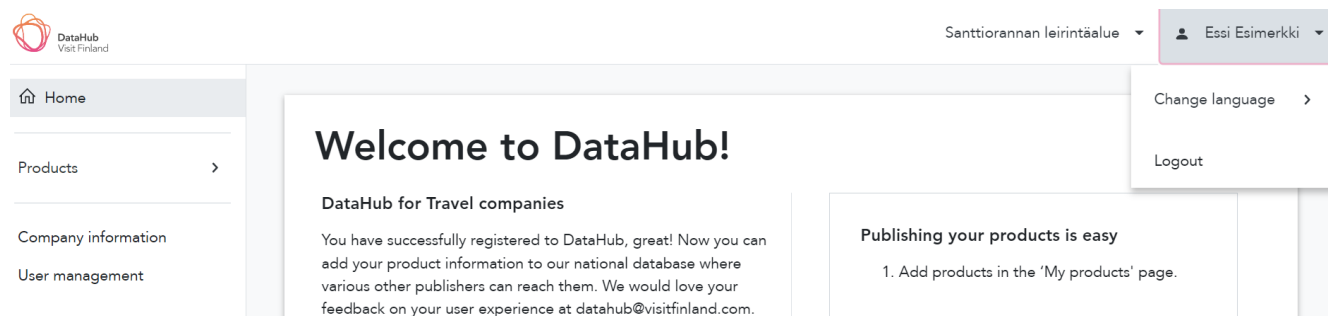 DataHub
Visit Finland
Santtiorannan leirintäalue
Essi Esimerkki
Home
Products
Company information
User management
Change language
Logout
Welcome to DataHub!
DataHub for Travel companies
You have successfully registered to DataHub, great! Now you can
add your product information to our national database where
various other publishers can reach them. We would love your
feedback on your user experience at datahub@visitfinland.com.
Publishing your products is easy
1. Add products in the ‘My products' page.